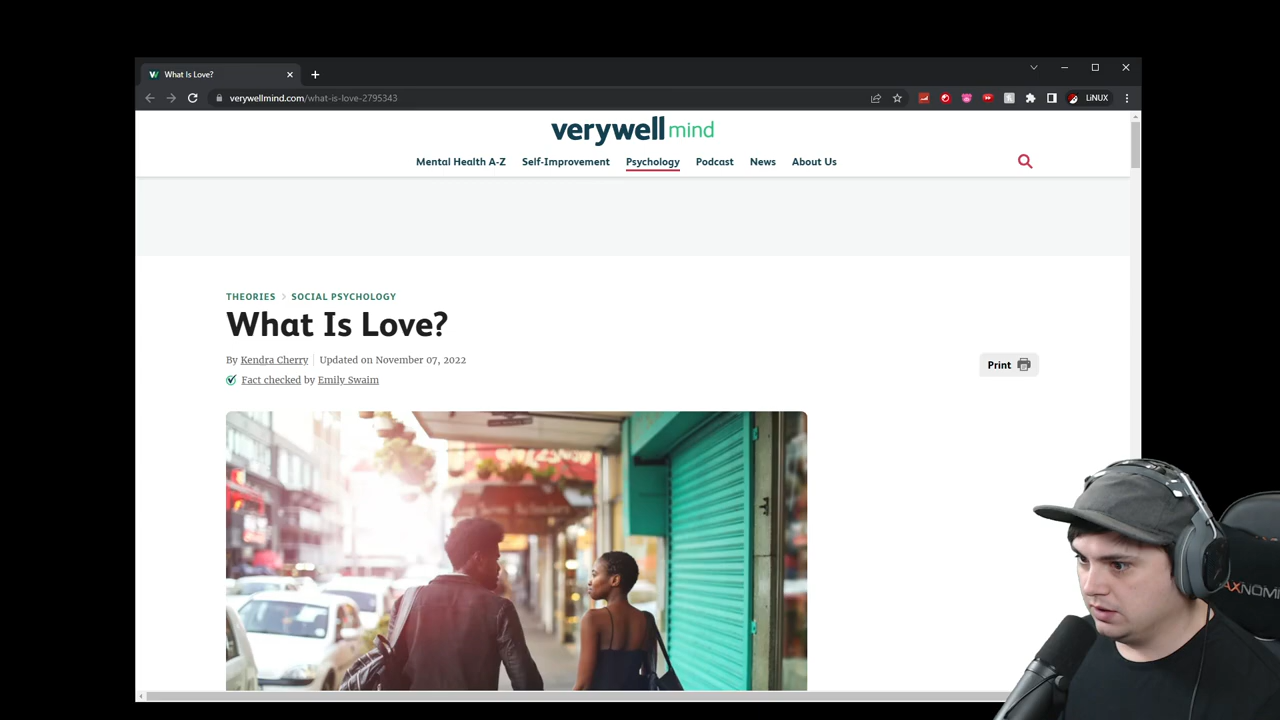 What Is Love?
verywellmind.com/what-is-love-2795343
LiNUX
verywell mind
Mental Health A-Z Self-Improvement Psychology Podcast News About Us
THEORIES > SOCIAL PSYCHOLOGY
What Is Love?
By Kendra Cherry | Updated on November 07, 2022
Print
Fact checked by Emily Swaim
AXNOMI